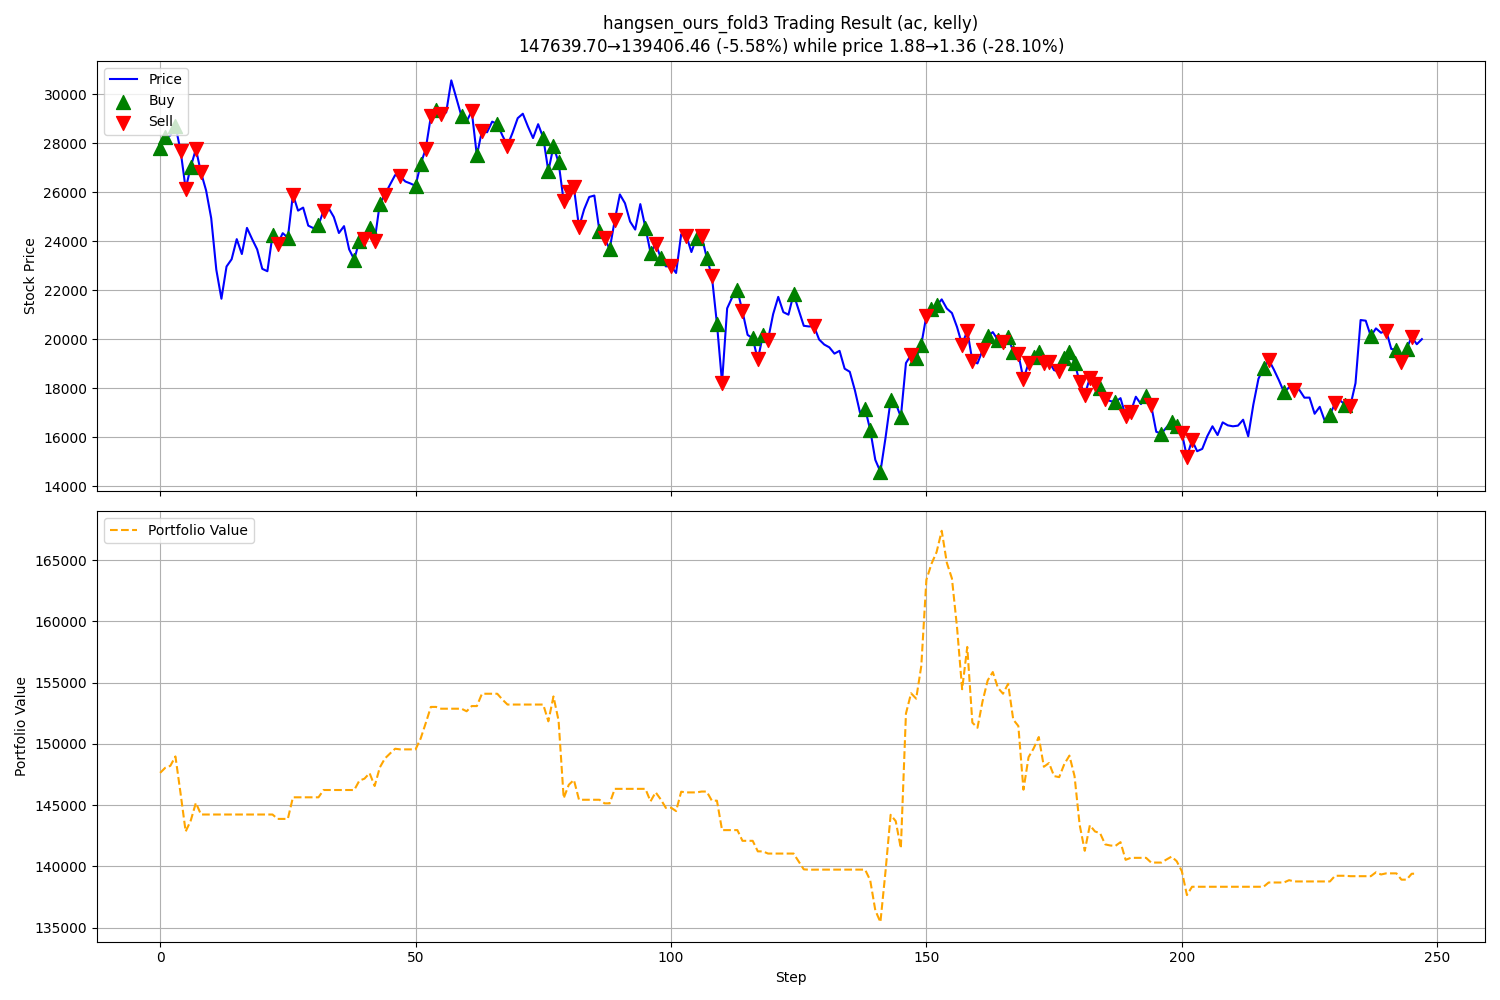 hangsen_ours_fold3 Trading Result (ac, kelly)
147639.70→139406.46 (-5.58%) while price 1.88→1.36 (-28.10%)
Price
Buy
Sell
Stock Price
30000
28000
26000
24000
22000
20000
18000
16000
14000
Portfolio Value
Portfolio Value
165000
160000
155000
150000
145000
140000
135000
0
50
100
150
200
250
Step